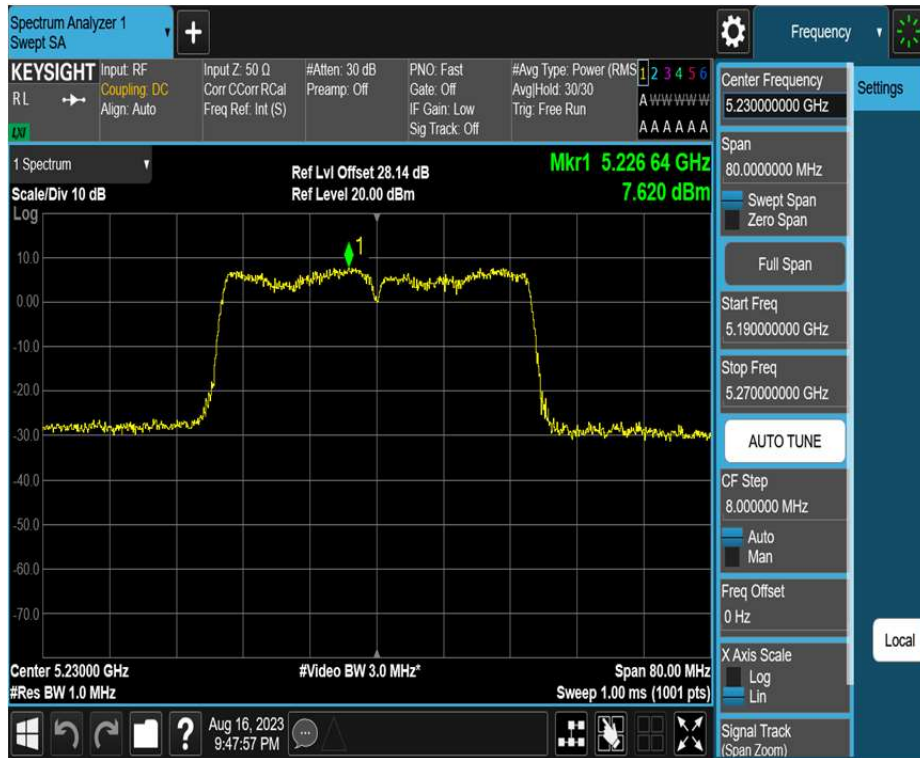 Spectrum Analyzer 1
Swept SA
Frequency
KEYSIGHT
R L
LXI
Input: RF
Coupling: DC
Align: Auto
Input Z: 50 Ω
Corr CCorr RCal
Freq Ref: Int (S)
#Atten: 30 dB
Preamp: Off
PNO: Fast
Gate: Off
IF Gain: Low
Sig Track: Off
#Avg Type: Power (RMS
Avg|Hold: 30/30
Trig: Free Run
1 2 3 4 5 6
A W W W W W
A A A A A A
1 Spectrum
Scale/Div 10 dB
Ref Lvl Offset 28.14 dB
Ref Level 20.00 dBm
Mkr1 5.226 64 GHz
7.620 dBm
Log
10.0
0.00
-10.0
-20.0
-30.0
-40.0
-50.0
-60.0
-70.0
1
Center 5.23000 GHz
#Res BW 1.0 MHz
#Video BW 3.0 MHz*
Span 80.00 MHz
Sweep 1.00 ms (1001 pts)
Center Frequency
5.230000000 GHz
Span
80.0000000 MHz
Swept Span
Zero Span
Full Span
Start Freq
5.190000000 GHz
Stop Freq
5.270000000 GHz
AUTO TUNE
CF Step
8.000000 MHz
Auto
Man
Freq Offset
0 Hz
X Axis Scale
Log
Lin
Signal Track
(Span Zoom)
Settings
Local
?
Aug 16, 2023
9:47:57 PM